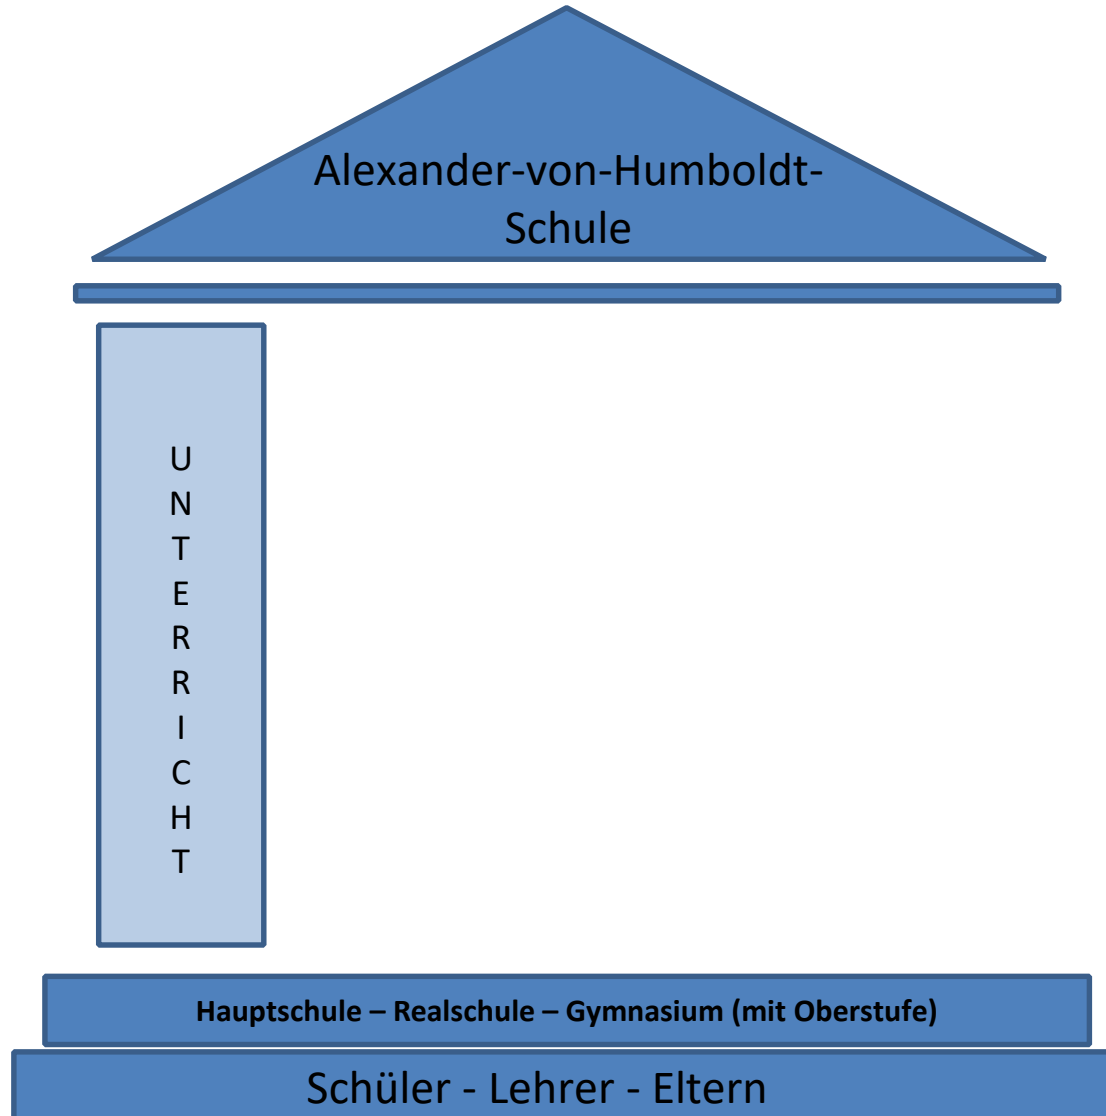 Alexander-von-Humboldt-
Schule
U
N
T
E
R
R
I
C
H
T
Hauptschule – Realschule – Gymnasium (mit Oberstufe)
Schüler - Lehrer - Eltern